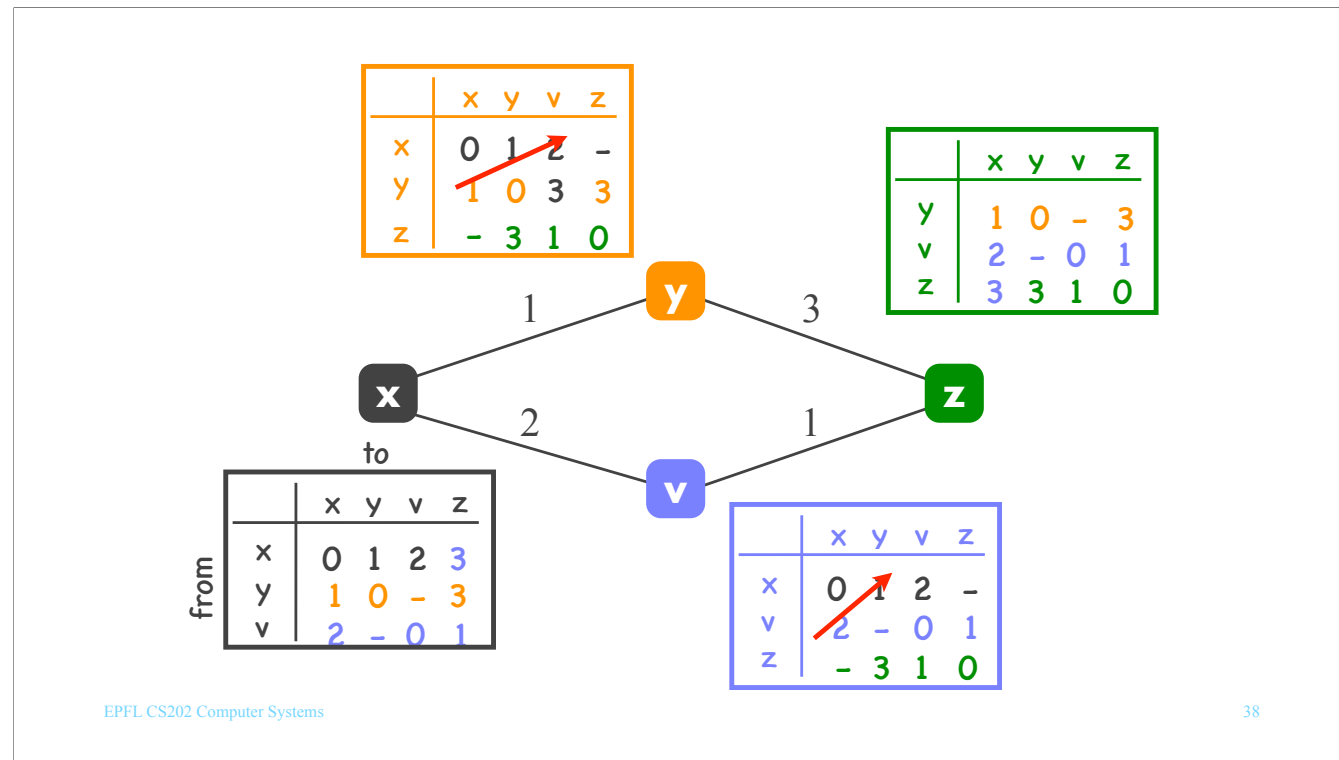 x y v z
x 0 1 2 -
y 1 0 3 3
z - 3 1 0
x y v z
y 1 0 - 3
v 2 - 0 1
z 3 3 1 0
y
1
3
x
z
2
1
to
v
from
x y v z
x 0 1 2 3
y 1 0 - 3
v 2 - 0 1
x y v z
x 0 1 2 -
v 2 - 0 1
z - 3 1 0
EPFL CS202 Computer Systems
38